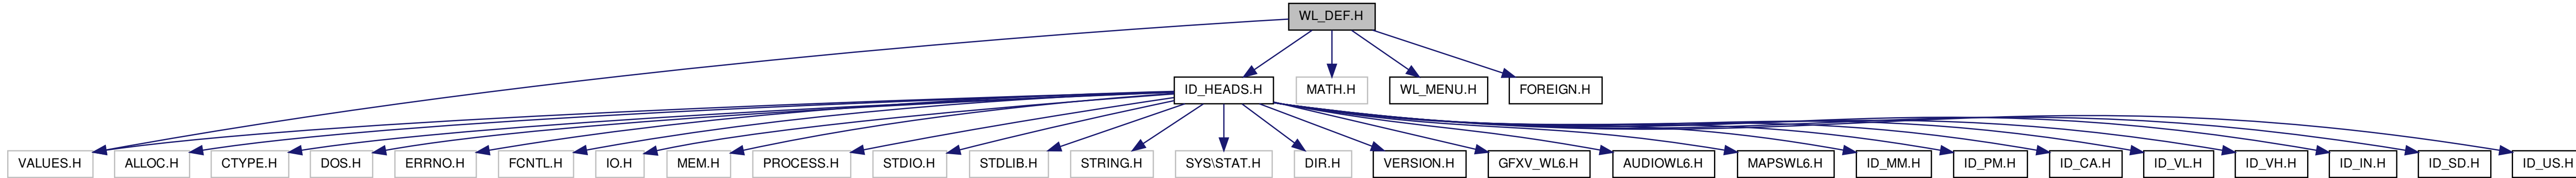 WL_DEF.H
ID_HEADS.H
MATH.H
WL_MENU.H
FOREIGN.H
VALUES.H
ALLOC.H
CTYPE.H
DOS.H
ERRNO.H
FCNTL.H
IO.H
MEM.H
PROCESS.H
STDIO.H
STDLIB.H
STRING.H
SYS\STAT.H
DIR.H
VERSION.H
GFXV_WL6.H
AUDIOWL6.H
MAPSWL6.H
ID_MM.H
ID_PM.H
ID_CA.H
ID_VL.H
ID_VH.H
ID_IN.H
ID_SD.H
ID_US.H